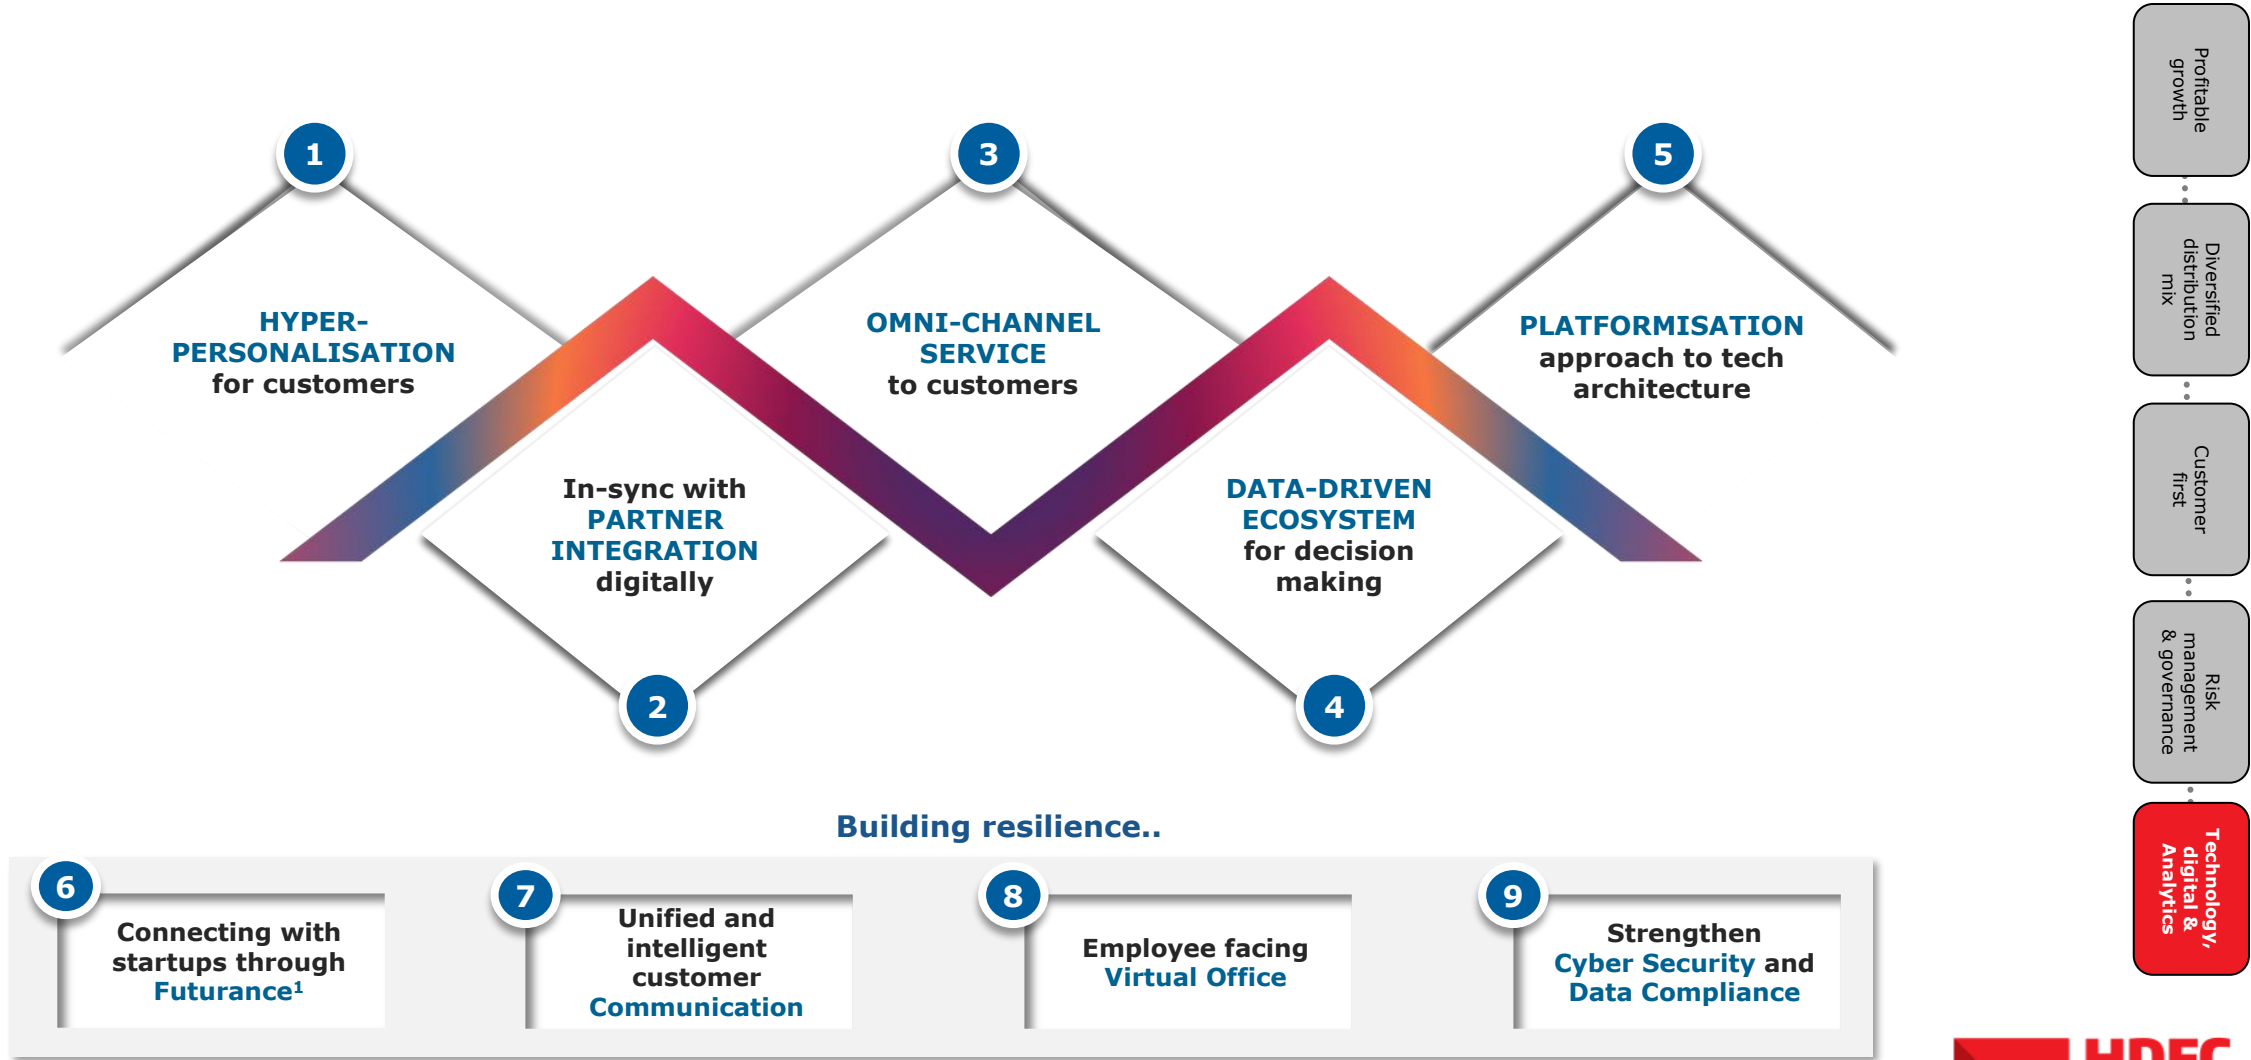 1
HYPER-
PERSONALISATION
for customers
2
In-sync with
PARTNER
INTEGRATION
digitally
3
OMNI-CHANNEL
SERVICE
to customers
4
DATA-DRIVEN
ECOSYSTEM
for decision
making
5
PLATFORMISATION
approach to tech
architecture
Building resilience..
6
Connecting with
startups through
Futurance¹
7
Unified and
intelligent
customer
Communication
8
Employee facing
Virtual Office
9
Strengthen
Cyber Security and
Data Compliance
Profitable
growth
Diversified
distribution
mix
Customer
first
Risk
management
& governance
Technology,
digital &
Analytics
HDFC